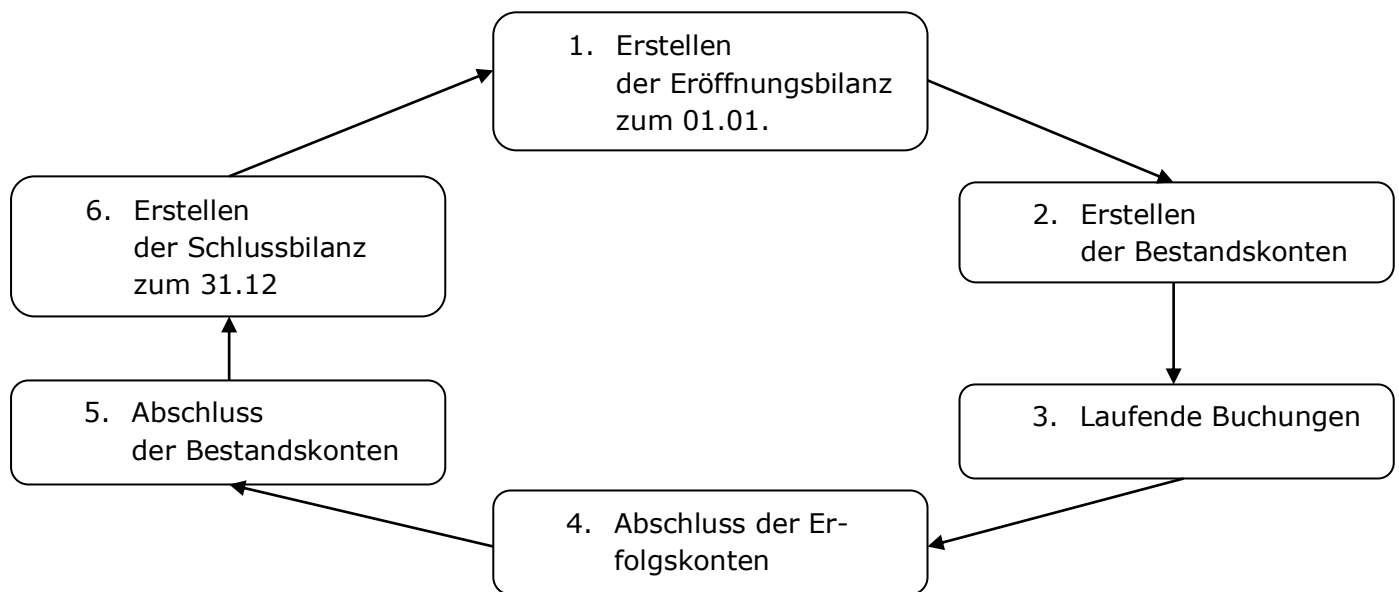 1. Erstellen
der Eröffnungsbilanz
zum 01.01.
2. Erstellen
der Bestandskonten
3. Laufende Buchungen
4. Abschluss der Er-
folgskonten
5. Abschluss
der Bestandskonten
6. Erstellen
der Schlussbilanz
zum 31.12